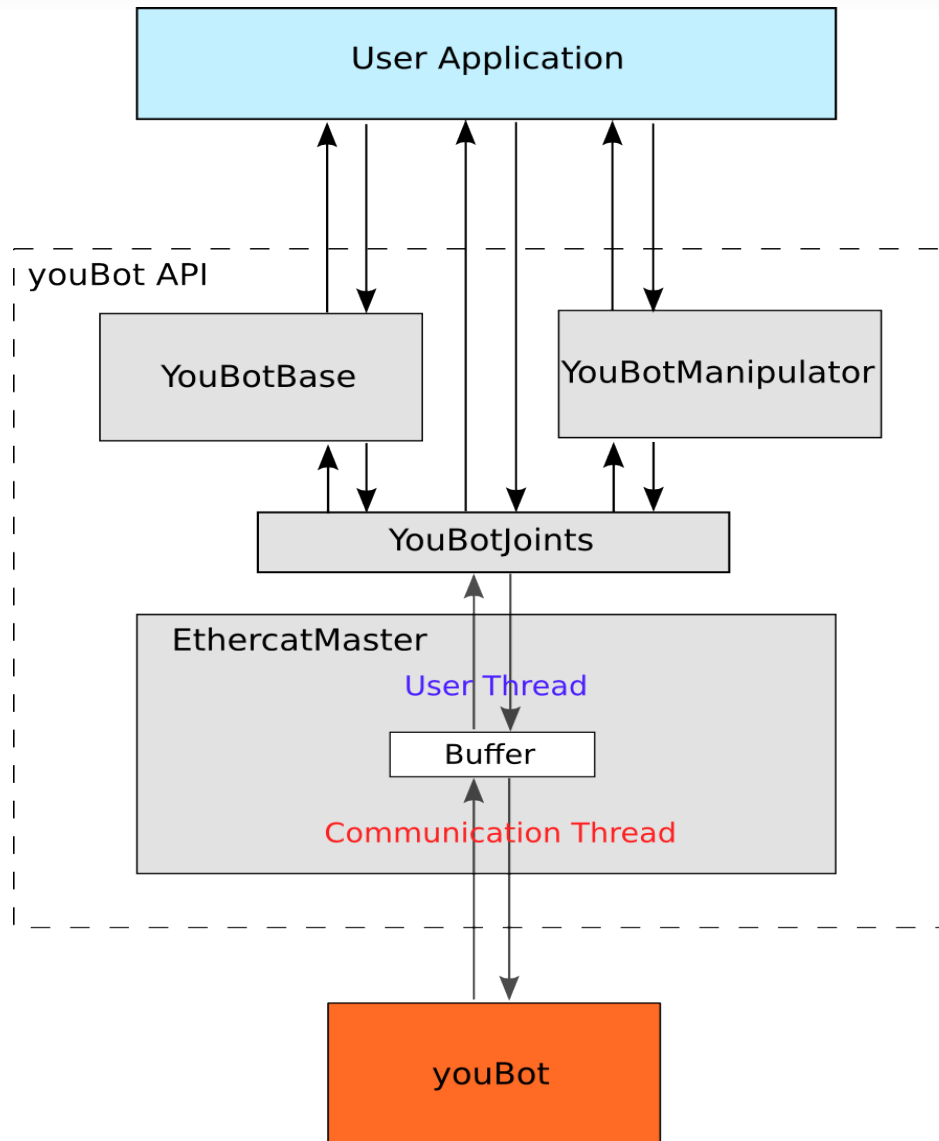 User Application
youBot API
YouBotBase
YouBotManipulator
YouBotJoints
EthercatMaster
User Thread
Buffer
Communication Thread
youBot